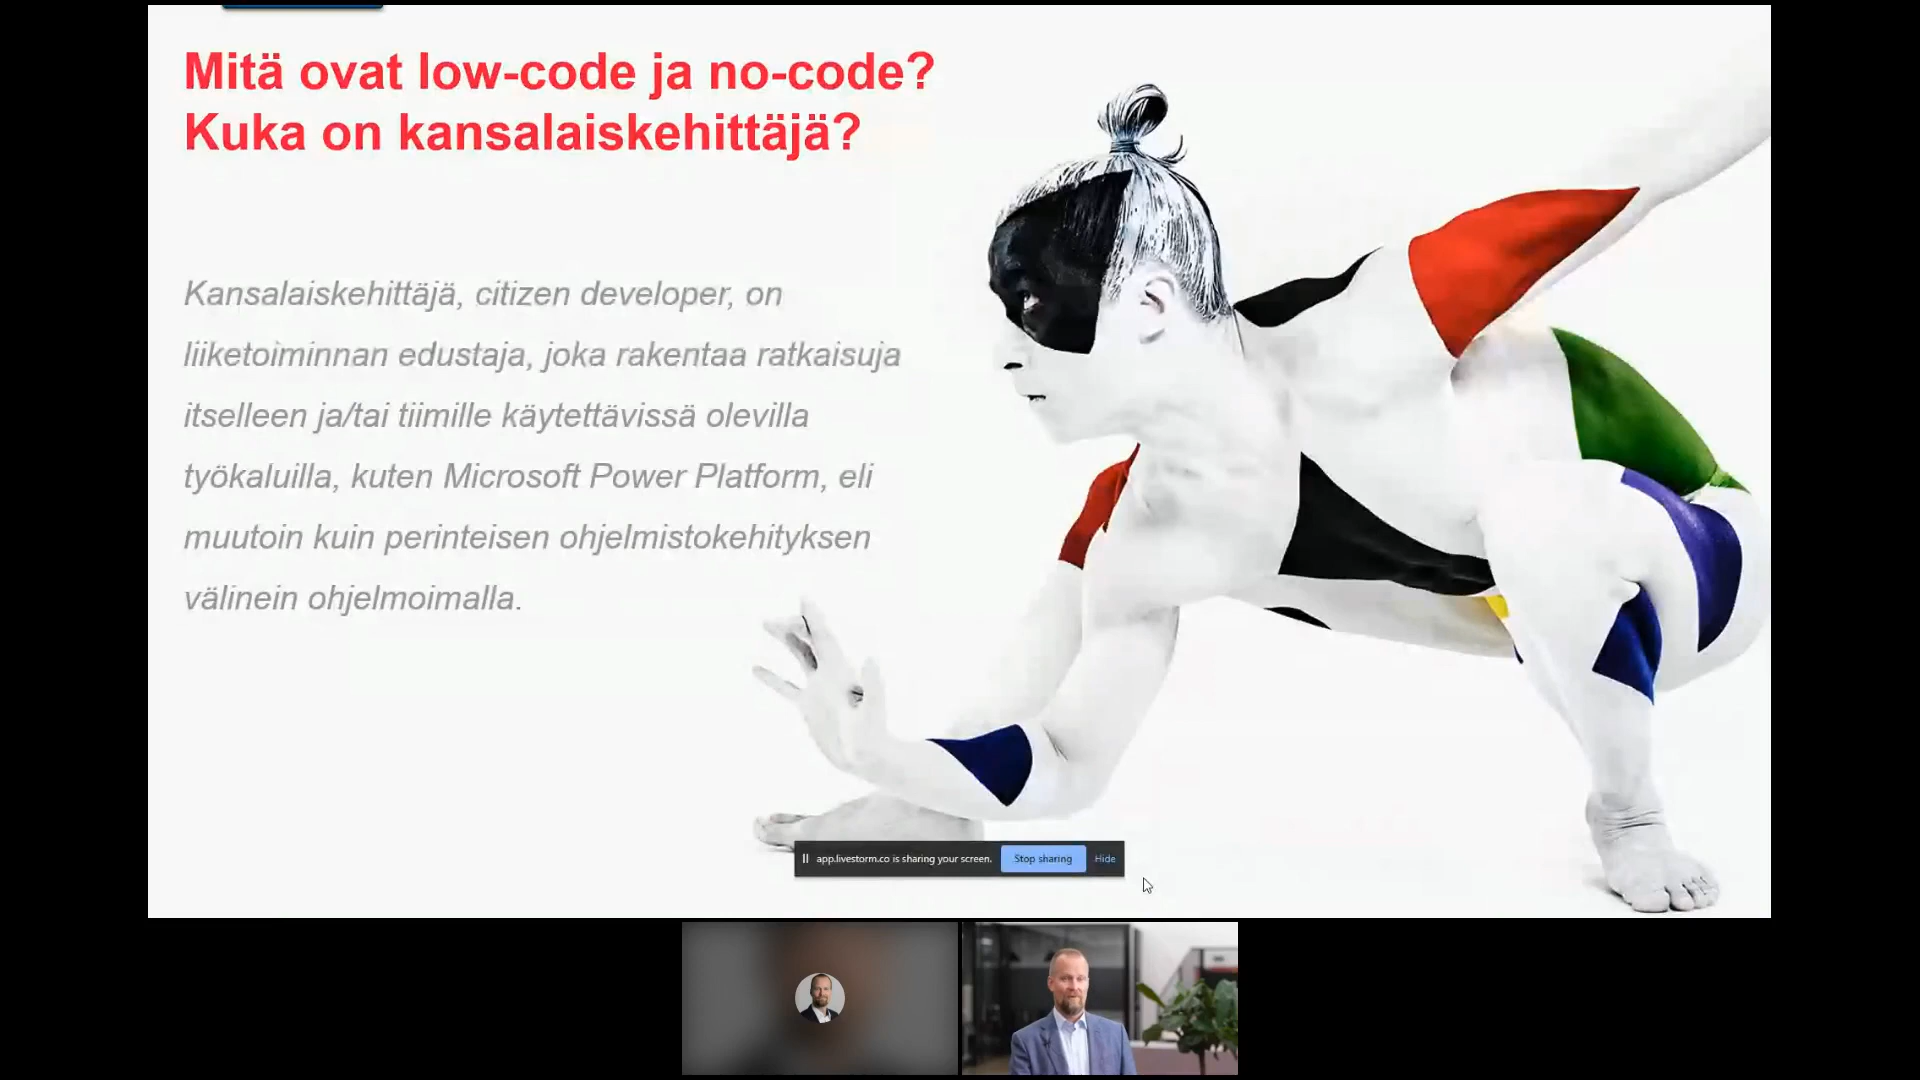 Mitä ovat low-code ja no-code?
Kuka on kansalaiskehittäjä?
Kansalaiskehittäjä, citizen developer, on
liiketoiminnan edustaja, joka rakentaa ratkaisuja
itselleen ja/tai tiimille käytettävissä olevilla
työkaluilla, kuten Microsoft Power Platform, eli
muutoin kuin perinteisen ohjelmistokehityksen
välinein ohjelmoimalla.
app.livestorm.co is sharing your screen. Stop sharing Hide